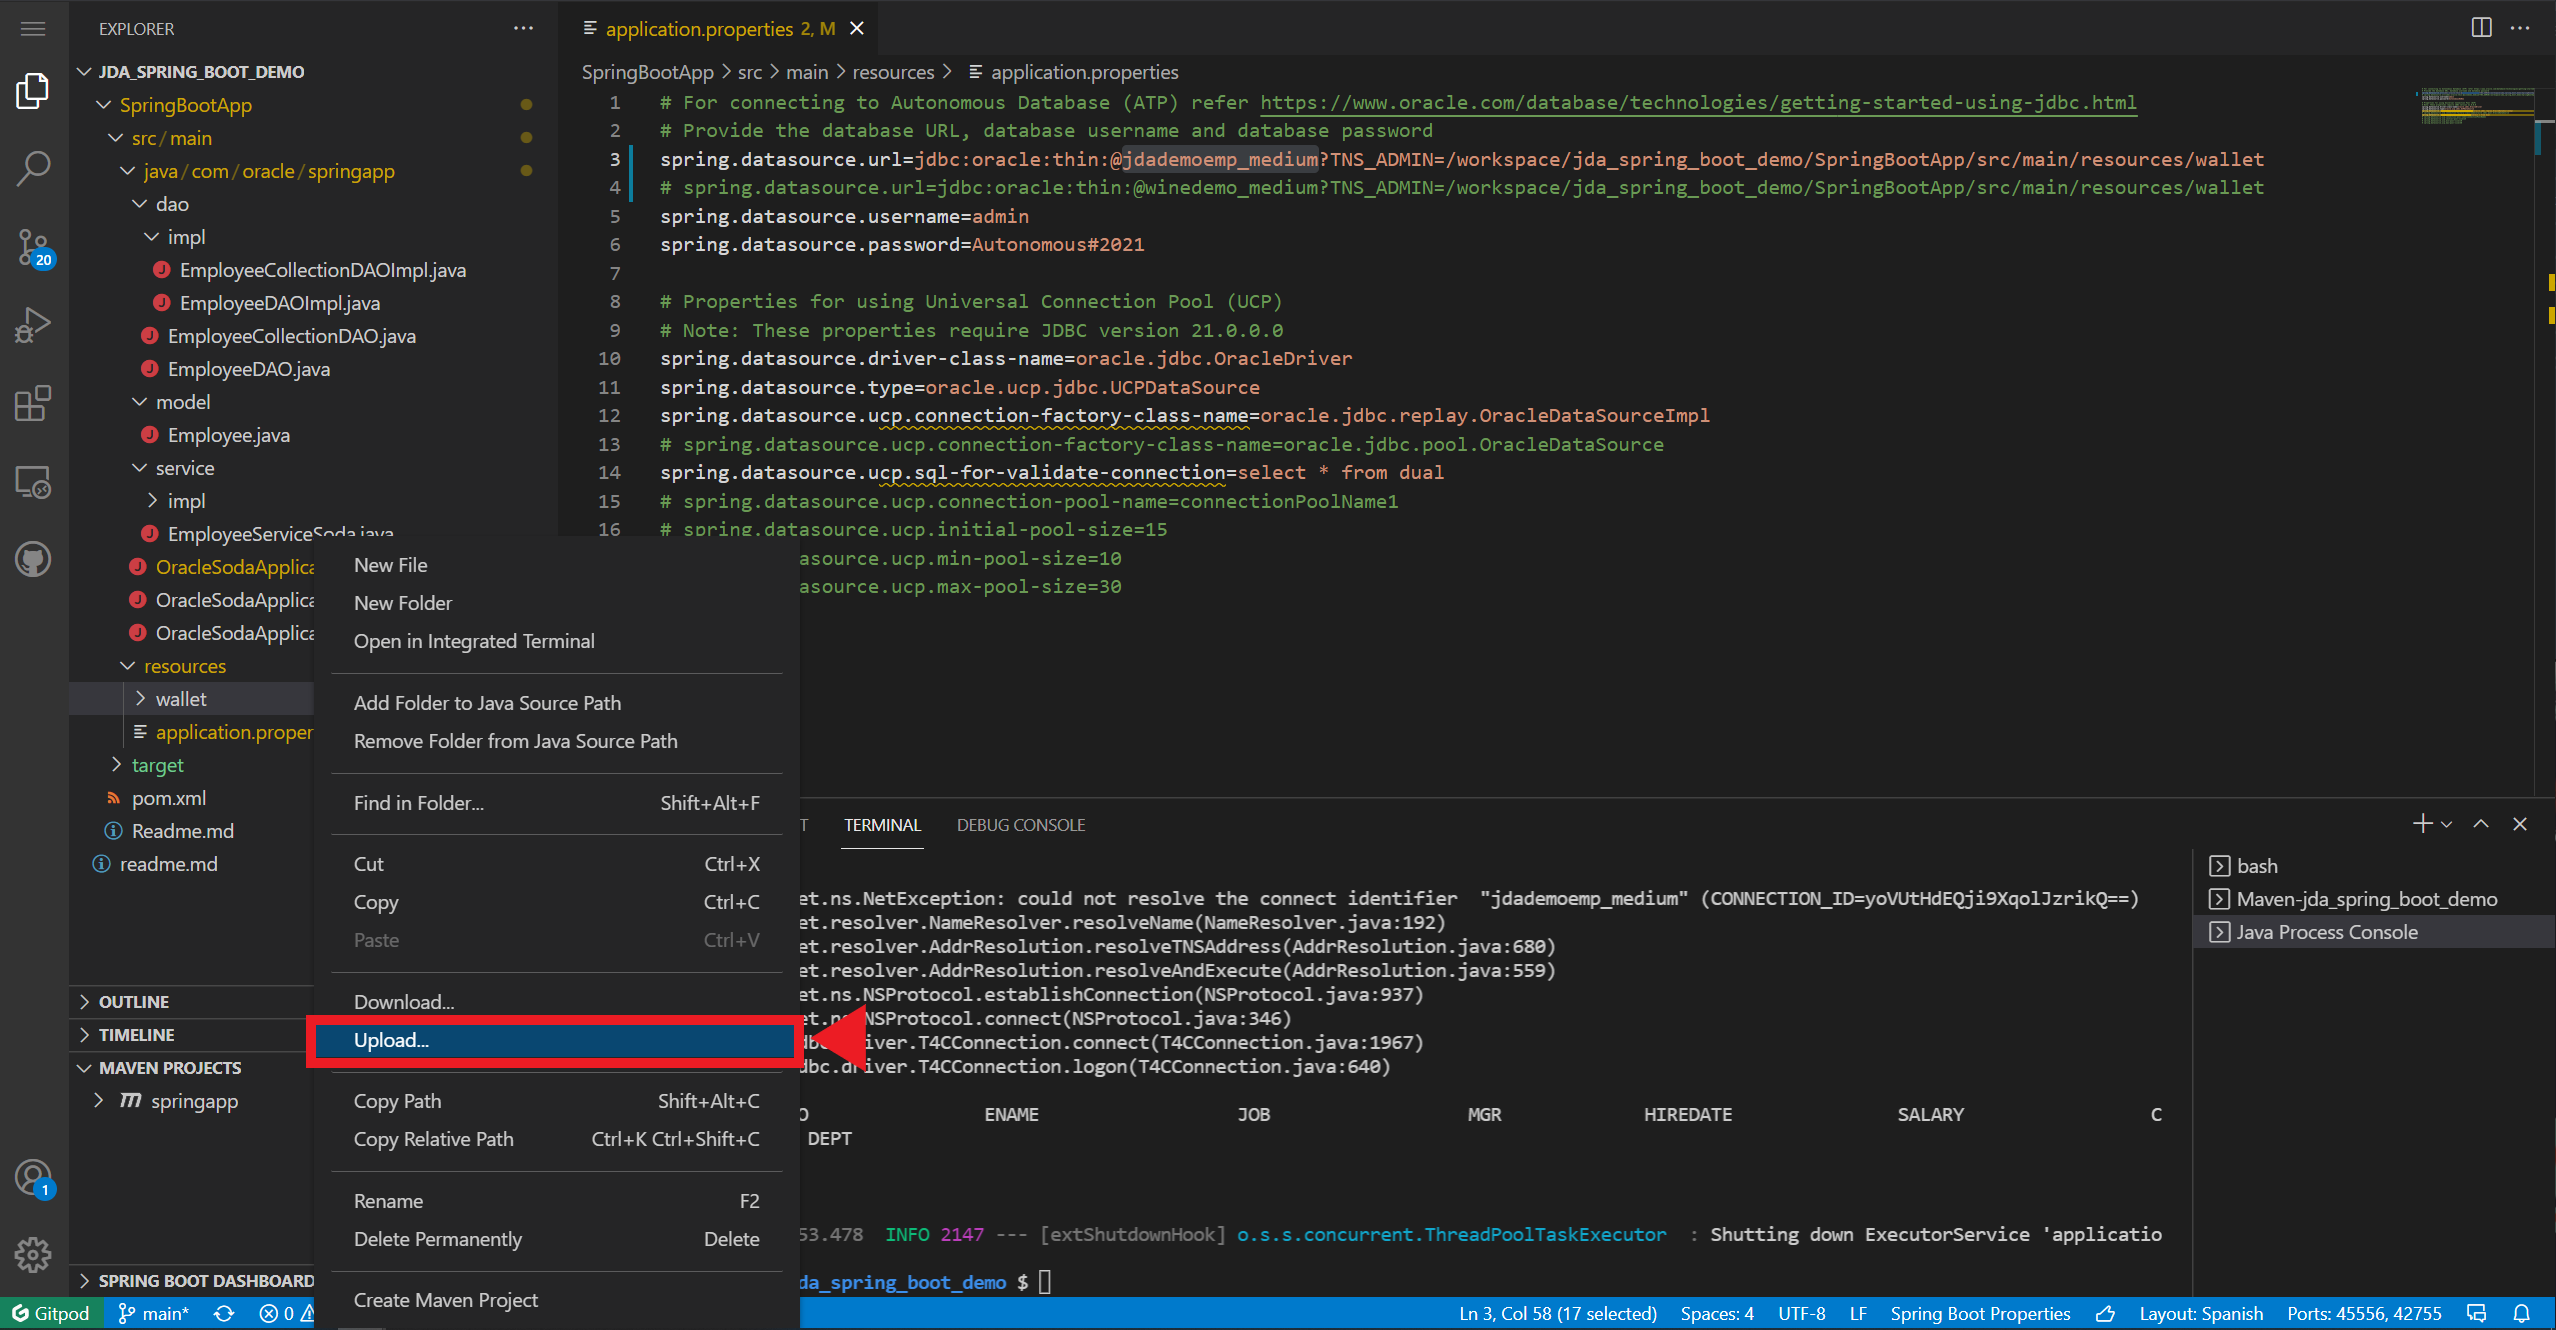 EXPLORER
JDA_SPRING_BOOT_DEMO
SpringBootApp
src/main
java/com/oracle/springapp
dao
impl
EmployeeCollectionDAOImpl.java
EmployeeDAOImpl.java
EmployeeCollectionDAO.java
EmployeeDAO.java
model
Employee.java
service
impl
EmployeeServiceSoda.java
OracleSodaApplica
OracleSodaApplica
OracleSodaApplica
resources
wallet
application.proper
target
pom.xml
Readme.md
readme.md
OUTLINE
TIMELINE
MAVEN PROJECTS
springapp
SPRING BOOT DASHBOARD
20
1
application.properties 2, M
SpringBootApp > src > main > resources > application.properties
1 # For connecting to Autonomous Database (ATP) refer https://www.oracle.com/database/technologies/getting-started-using-jdbc.html
2 # Provide the database URL, database username and database password
3 spring.datasource.url=jdbc:oracle:thin:@jdademoemp_medium?TNS_ADMIN=/workspace/jda_spring_boot_demo/SpringBootApp/src/main/resources/wallet
4 # spring.datasource.url=jdbc:oracle:thin:@winedemo_medium?TNS_ADMIN=/workspace/jda_spring_boot_demo/SpringBootApp/src/main/resources/wallet
5 spring.datasource.username=admin
6 spring.datasource.password=Autonomous#2021
7
8 # Properties for using Universal Connection Pool (UCP)
9 # Note: These properties require JDBC version 21.0.0.0
10 spring.datasource.driver-class-name=oracle.jdbc.OracleDriver
11 spring.datasource.type=oracle.ucp.jdbc.UCPDataSource
12 spring.datasource.ucp.connection-factory-class-name=oracle.jdbc.replay.OracleDataSourceImpl
13 # spring.datasource.ucp.connection-factory-class-name=oracle.jdbc.pool.OracleDataSource
14 spring.datasource.ucp.sql-for-validate-connection=select * from dual
15 # spring.datasource.ucp.connection-pool-name=connectionPoolName1
16 # spring.datasource.ucp.initial-pool-size=15
asource.ucp.min-pool-size=10
asource.ucp.max-pool-size=30
New File
New Folder
Open in Integrated Terminal
Add Folder to Java Source Path
Remove Folder from Java Source Path
Find in Folder... Shift+Alt+F
Cut Ctrl+X
Copy Ctrl+C
Paste Ctrl+V
Download...
Upload...
Copy Path Shift+Alt+C
Copy Relative Path Ctrl+K Ctrl+Shift+C
Rename F2
Delete Permanently Delete
Create Maven Project
T TERMINAL DEBUG CONSOLE
et.ns.NetException: could not resolve the connect identifier "jdademoemp_medium" (CONNECTION_ID=yoVUtHdEQji9XqolJzrikQ==)
et.resolver.NameResolver.resolveName(NameResolver.java:192)
et.resolver.AddrResolution.resolveTNSAddress(AddrResolution.java:680)
et.resolver.AddrResolution.resolveAndExecute(AddrResolution.java:559)
et.ns.NSProtocol.establishConnection(NSProtocol.java:937)
et.ns.NSProtocol.connect(NSProtocol.java:346)
dbc.driver.T4CConnection.connect(T4CConnection.java:1967)
dbc.driver.T4CConnection.logon(T4CConnection.java:640)
O ENAME JOB MGR HIREDATE SALARY C
DEPT
53.478 INFO 2147 --- [extShutdownHook] o.s.s.concurrent.ThreadPoolTaskExecutor : Shutting down ExecutorService 'applicatio
da_spring_boot_demo $
bash
Maven-jda_spring_boot_demo
Java Process Console
Gitpod main* 0 Ln 3, Col 58 (17 selected) Spaces: 4 UTF-8 LF Spring Boot Properties Layout: Spanish Ports: 45556, 42755